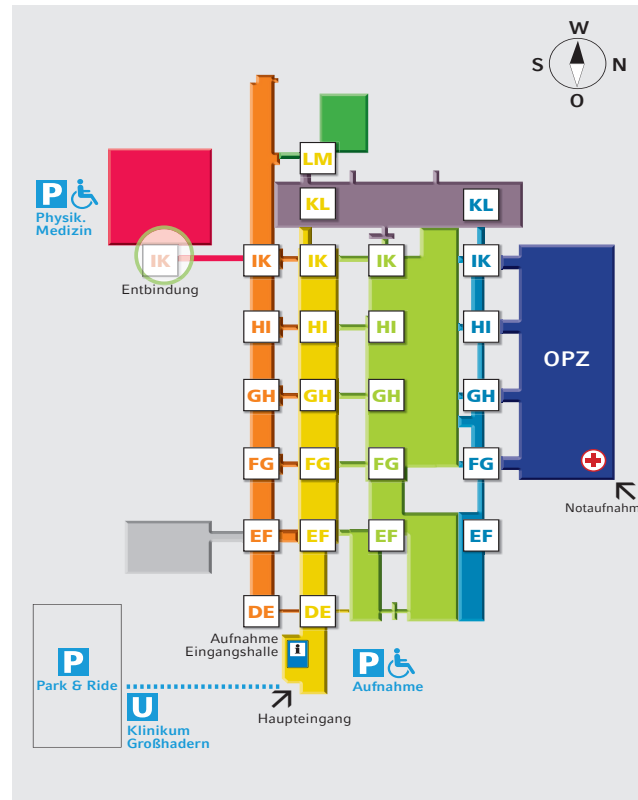 W
S
N
O
LM
KL
KL
P
Physik.
Medizin
IK
IK
IK
IK
IK
Entbindung
HI
HI
HI
HI
OPZ
GH
GH
GH
GH
FG
FG
FG
FG
Notaufnahm
EF
EF
EF
EF
DE
DE
Aufnahme
Eingangshalle
i
P
Aufnahme
P
Park & Ride
U
Klinikum
Großhadern
Haupteingang